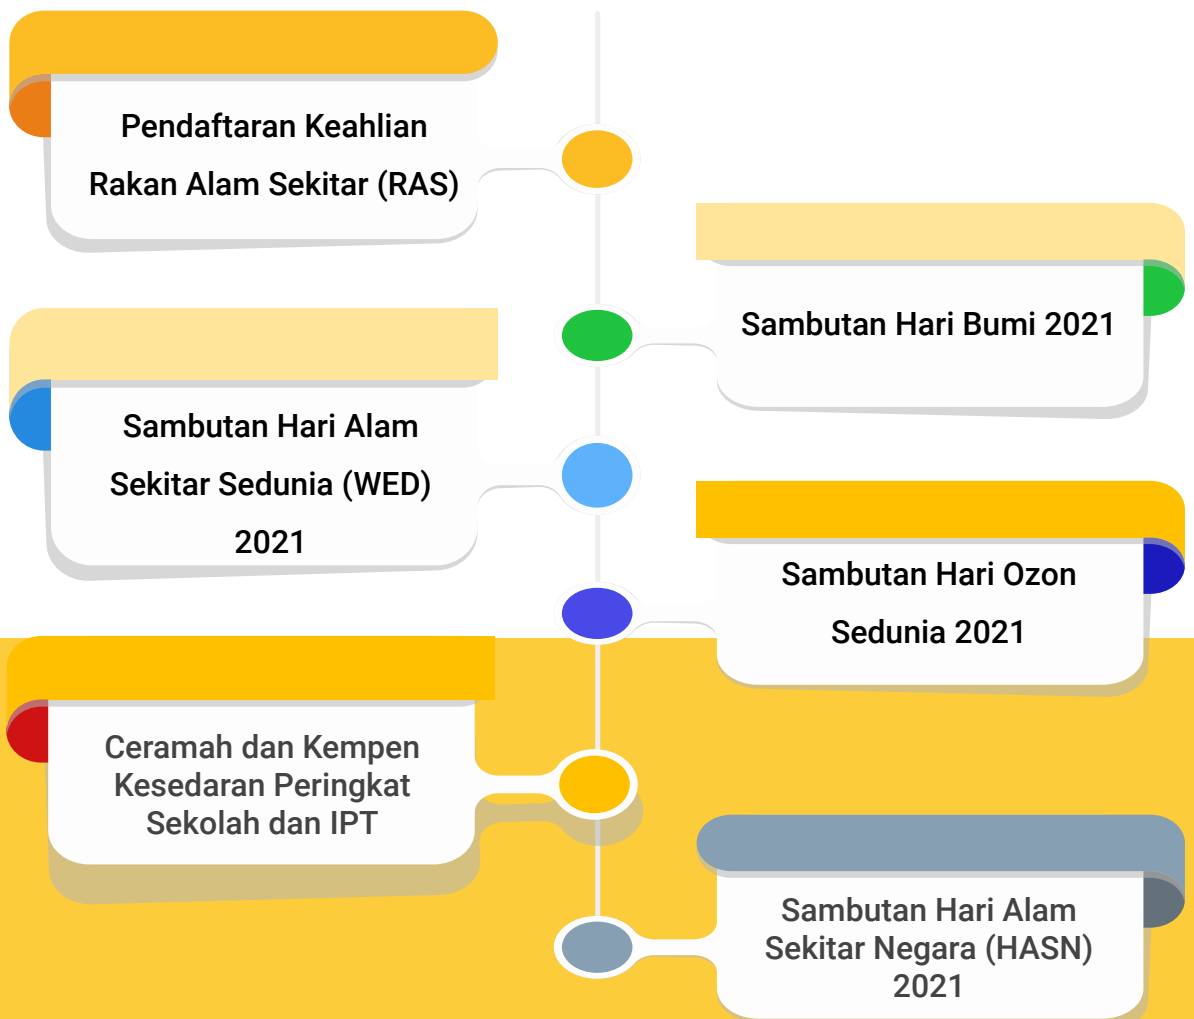 Pendaftaran Keahlian
Rakan Alam Sekitar (RAS)
Sambutan Hari Bumi 2021
Sambutan Hari Alam
Sekitar Sedunia (WED)
2021
Sambutan Hari Ozon
Sedunia 2021
Ceramah dan Kempen
Kesedaran Peringkat
Sekolah dan IPT
Sambutan Hari Alam
Sekitar Negara (HASN)
2021